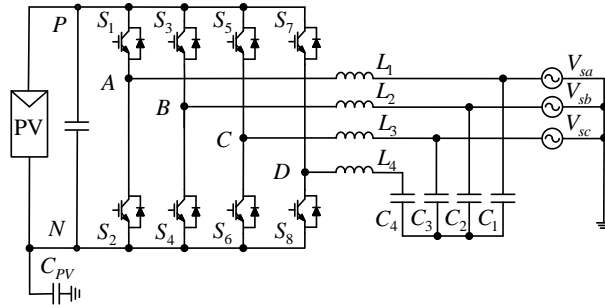 P S₁ S₃ S₅ S₇
A L₁ Vsa
B L₂ Vsb
PV C L₃ Vsc
D L₄
N S₂ S₄ S₆ S₈ C₄ C₃ C₂ C₁
C_PV